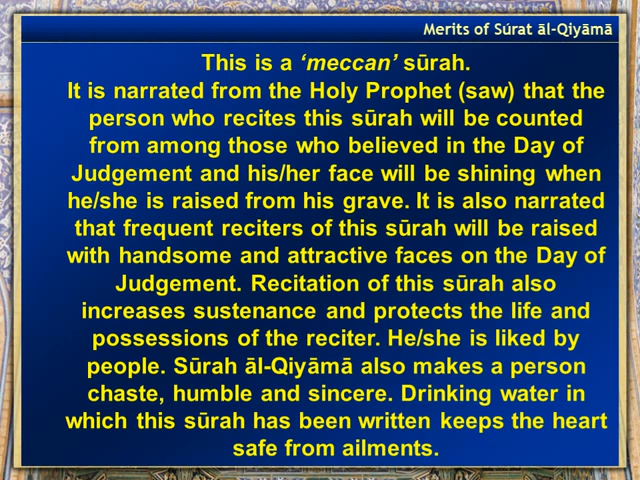 Merits of Súrat āl-Qiyāmā
This is a ‘meccan’ sūrah.
It is narrated from the Holy Prophet (saw) that the
person who recites this sūrah will be counted
from among those who believed in the Day of
Judgement and his/her face will be shining when
he/she is raised from his grave. It is also narrated
that frequent reciters of this sūrah will be raised
with handsome and attractive faces on the Day of
Judgement. Recitation of this sūrah also
increases sustenance and protects the life and
possessions of the reciter. He/she is liked by
people. Sūrah āl-Qiyāmā also makes a person
chaste, humble and sincere. Drinking water in
which this sūrah has been written keeps the heart
safe from ailments.